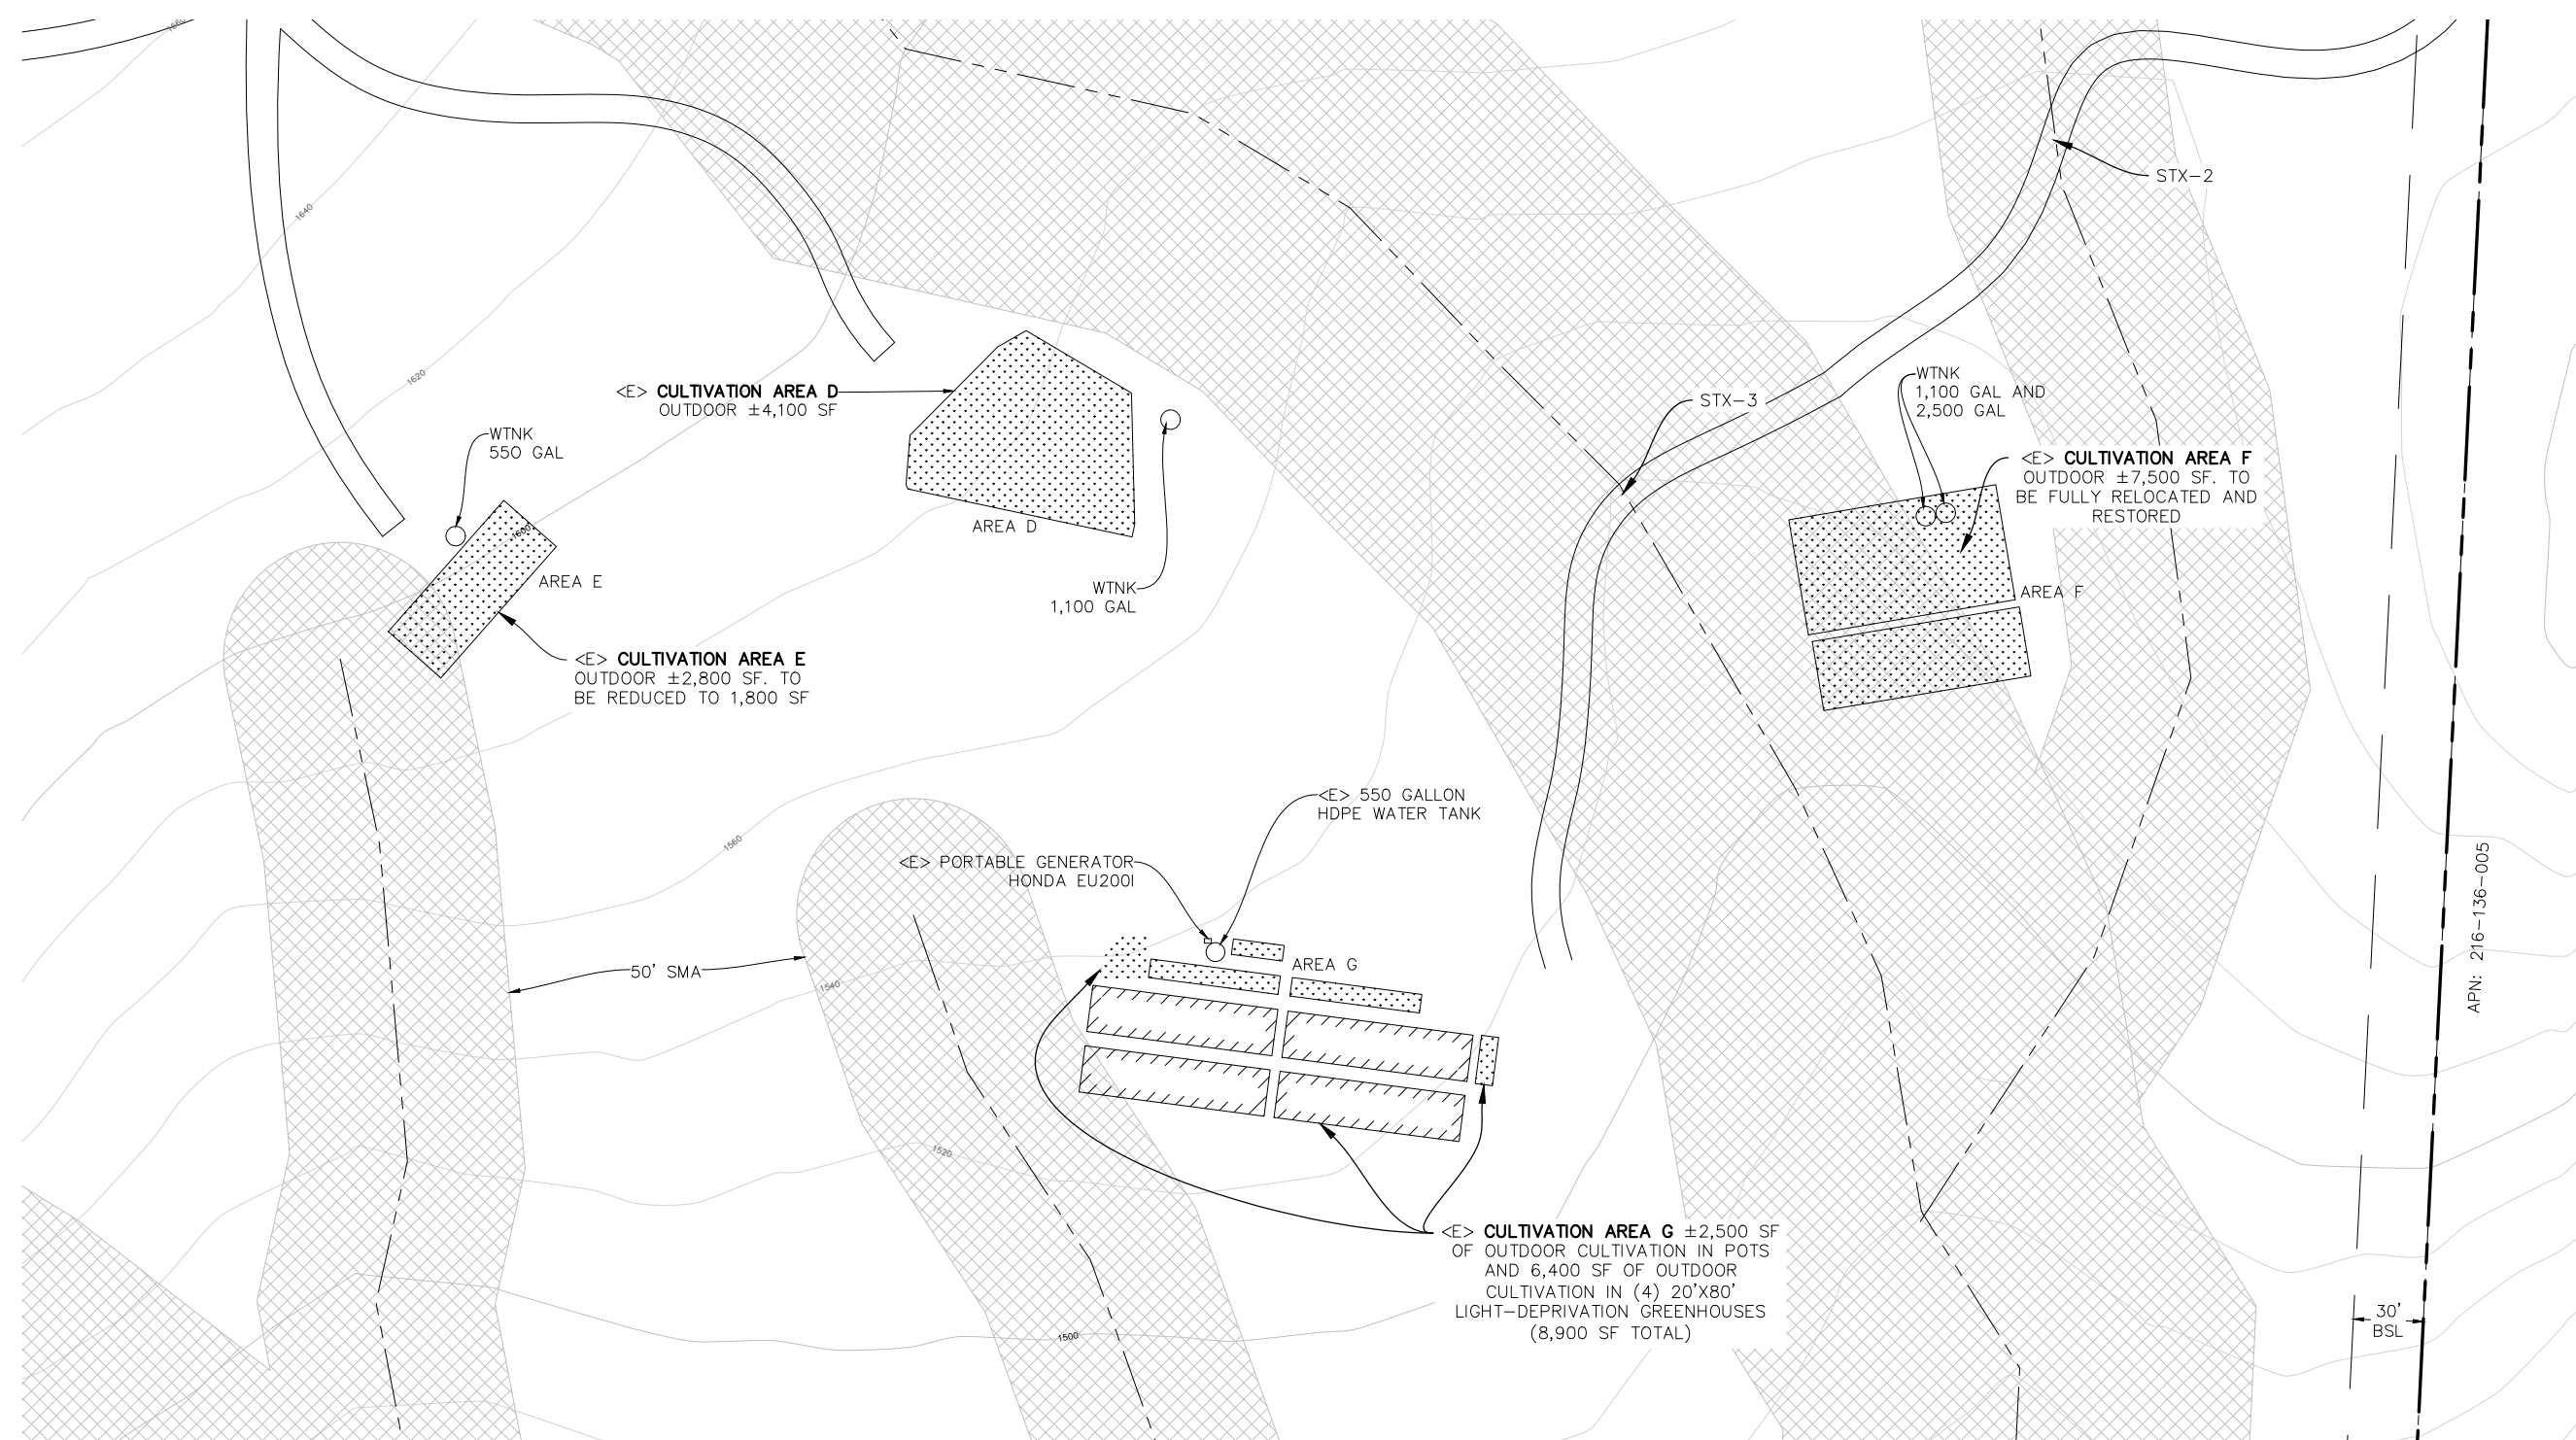 1660
STX-2
1640
1620
WTNK
1,100 GAL AND
2,500 GAL
<E> CULTIVATION AREA D
OUTDOOR ±4,100 SF
STX-3
WTNK
550 GAL
<E> CULTIVATION AREA F
OUTDOOR ±7,500 SF. TO
BE FULLY RELOCATED AND
RESTORED
AREA D
1600
AREA E
WTNK
1,100 GAL
AREA F
<E> CULTIVATION AREA E
OUTDOOR ±2,800 SF. TO
BE REDUCED TO 1,800 SF
<E> 550 GALLON
HDPE WATER TANK
1560
<E> PORTABLE GENERATOR
HONDA EU200I
APN: 216-136-005
AREA G
50' SMA
1540
1520
<E> CULTIVATION AREA G ±2,500 SF
OF OUTDOOR CULTIVATION IN POTS
AND 6,400 SF OF OUTDOOR
CULTIVATION IN (4) 20'X80'
LIGHT-DEPRIVATION GREENHOUSES
(8,900 SF TOTAL)
30'
BSL
1500